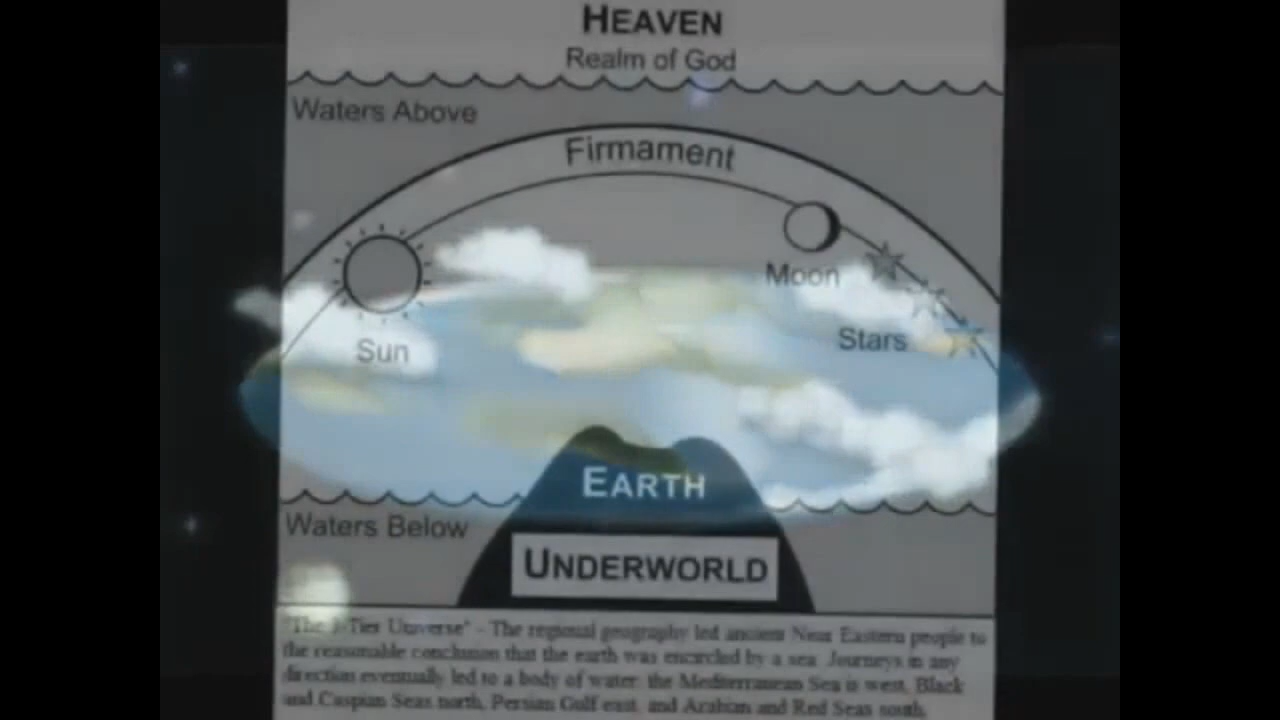 HEAVEN
Realm of God
Waters Above
Firmament
Moon
Stars
Sun
EARTH
Waters Below
UNDERWORLD
"The 3-Tier Universe" - The regional geography led ancient Near Eastern people to
the reasonable conclusion that the earth was encircled by a sea. Journeys in any
direction eventually led to a body of water: the Mediterranean Sea is west, Black
and Caspian Seas north, Persian Gulf east, and Arabian and Red Seas south.